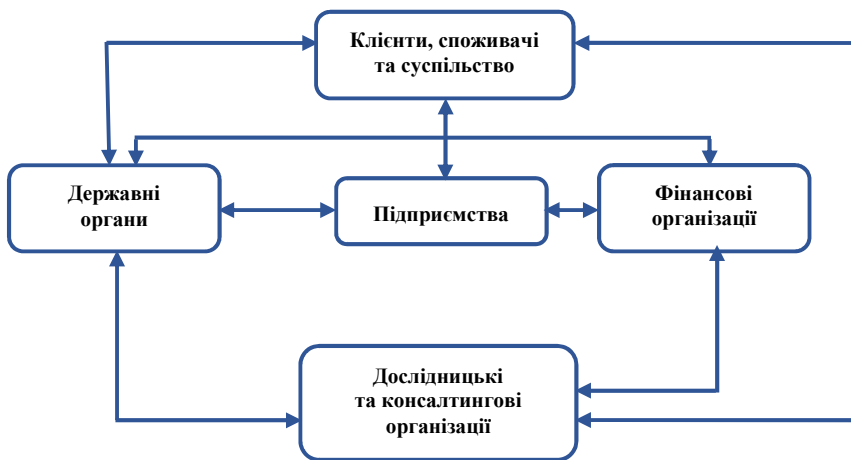 Клієнти, споживачі
та суспільство
Державні
органи
Підприємства
Фінансові
організації
Дослідницькі
та консалтингові
організації